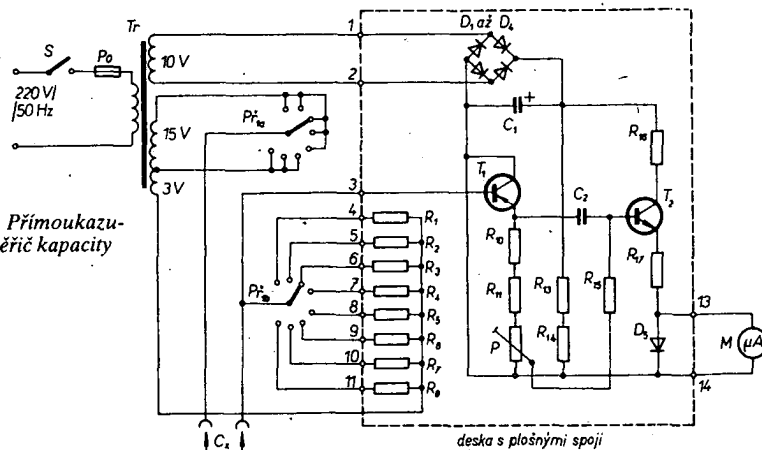 1
D₁ až D₄
Tr
S
Po
10 V
220 V/
/50 Hz
2
15 V
Př₁ₐ
C₁
+
R₁₆
3 V
3
T₁
C₂
T₂
Přímoukazu-
ěřič kapacity
4
R₁
5
R₂
6
R₃
Př₁b
7
R₄
8
R₅
9
R₆
10
R₇
11
R₈
R₁₀
R₁₁
P
R₁₃
R₁₄
R₁₅
R₁₇
13
D₅
M
µA
14
Cₓ
deska s plošnými spoji